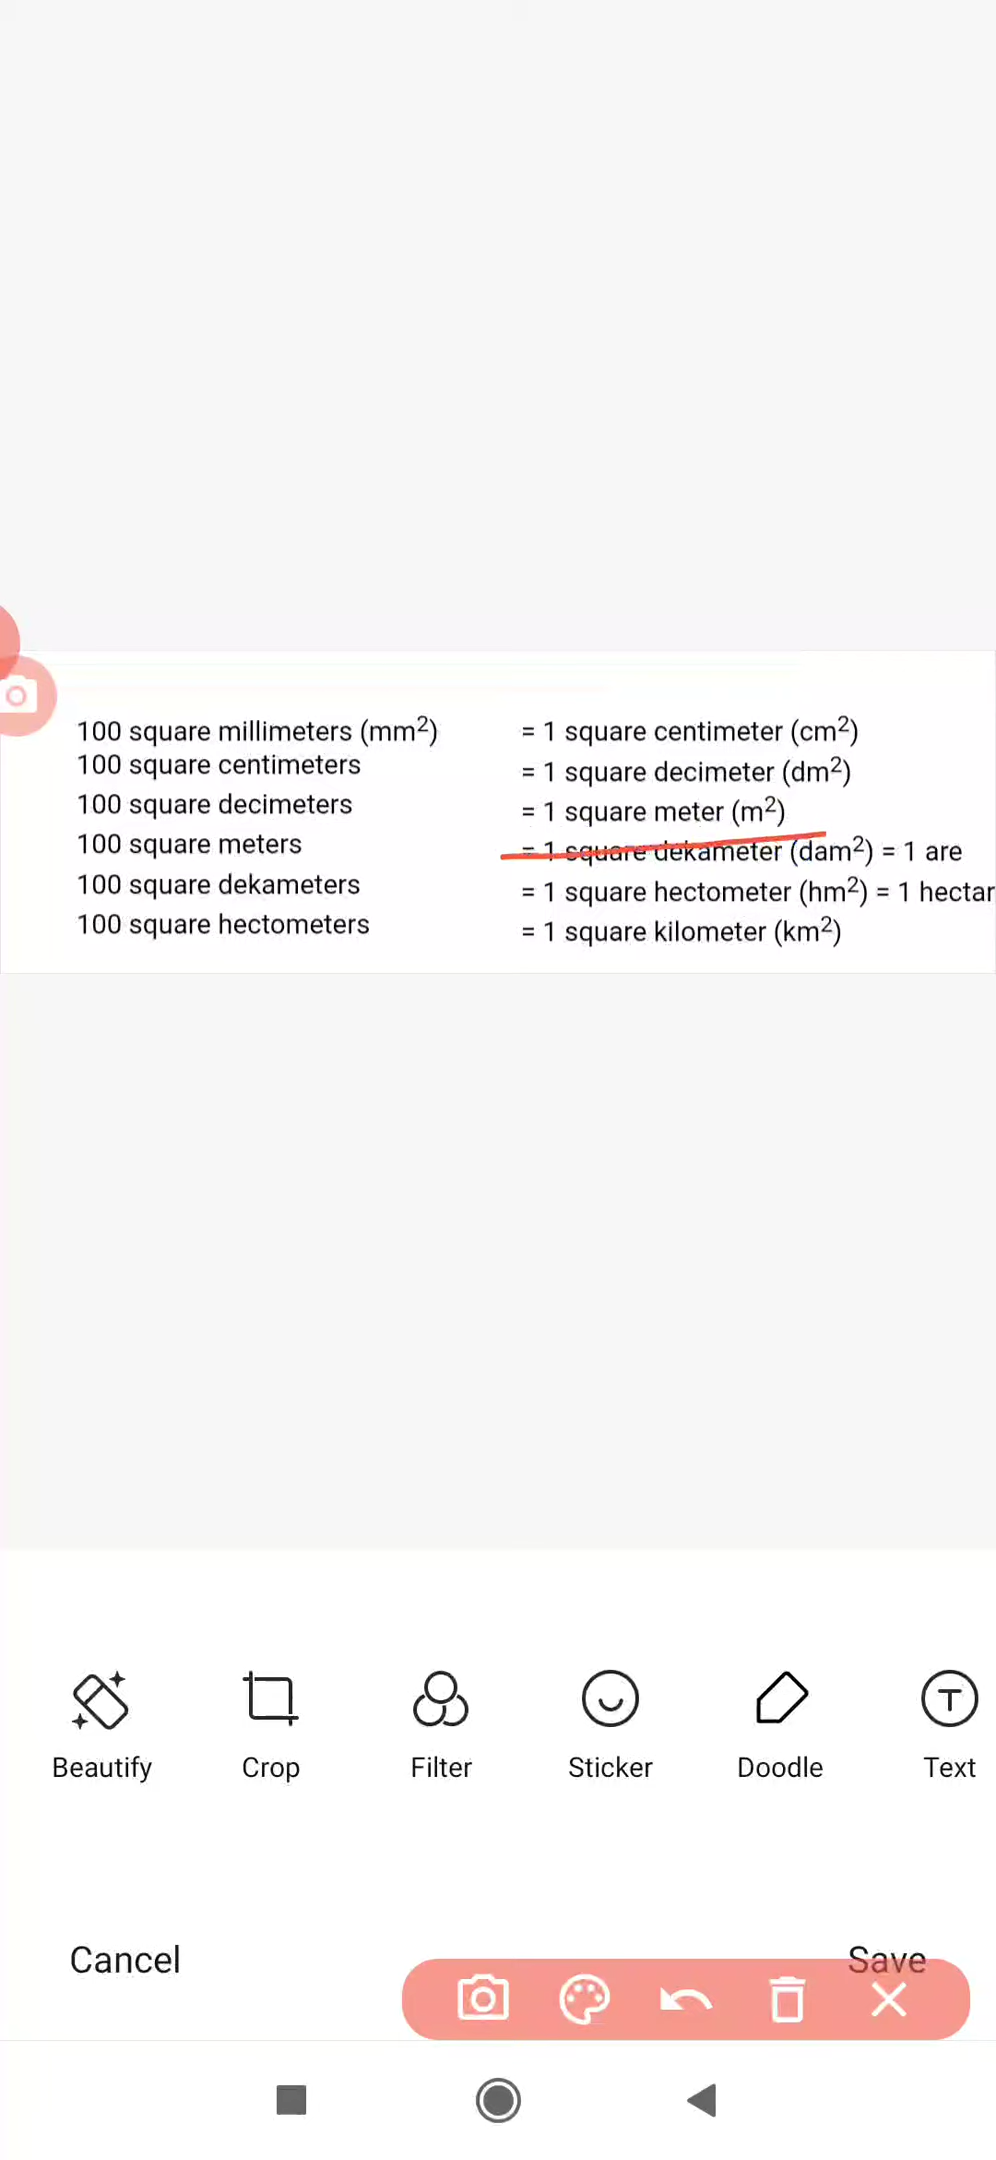 100 square millimeters (mm²) = 1 square centimeter (cm²)
100 square centimeters = 1 square decimeter (dm²)
100 square decimeters = 1 square meter (m²)
100 square meters = 1 square dekameter (dam²) = 1 are
100 square dekameters = 1 square hectometer (hm²) = 1 hectar
100 square hectometers = 1 square kilometer (km²)
Beautify Crop Filter Sticker Doodle Text
Cancel Save